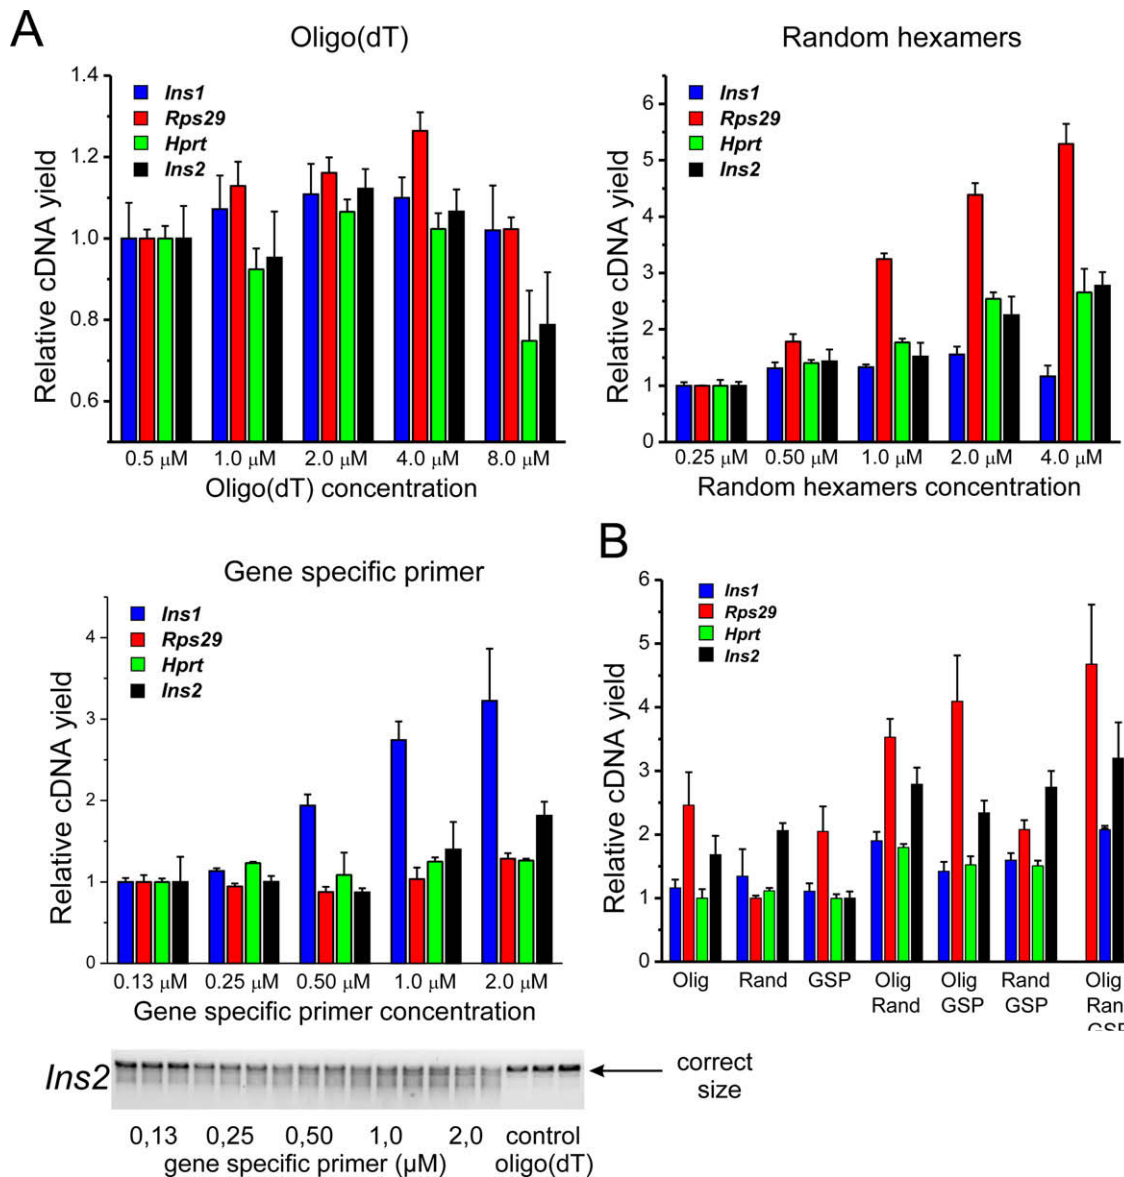 A
Oligo(dT)
Relative cDNA yield
1.4
1.2
1.0
0.8
0.6
Ins1
Rps29
Hprt
Ins2
0.5 µM 1.0 µM 2.0 µM 4.0 µM 8.0 µM
Oligo(dT) concentration
Random hexamers
Relative cDNA yield
6
5
4
3
2
1
0
Ins1
Rps29
Hprt
Ins2
0.25 µM 0.50 µM 1.0 µM 2.0 µM 4.0 µM
Random hexamers concentration
Gene specific primer
Relative cDNA yield
4
3
2
1
0
Ins1
Rps29
Hprt
Ins2
0.13 µM 0.25 µM 0.50 µM 1.0 µM 2.0 µM
Gene specific primer concentration
Ins2
correct
size
0,13 0,25 0,50 1,0 2,0 control
gene specific primer (µM) oligo(dT)
B
Relative cDNA yield
6
5
4
3
2
1
0
Ins1
Rps29
Hprt
Ins2
Olig Rand GSP Olig Olig Rand Olig
Rand GSP GSP Ran
GSP